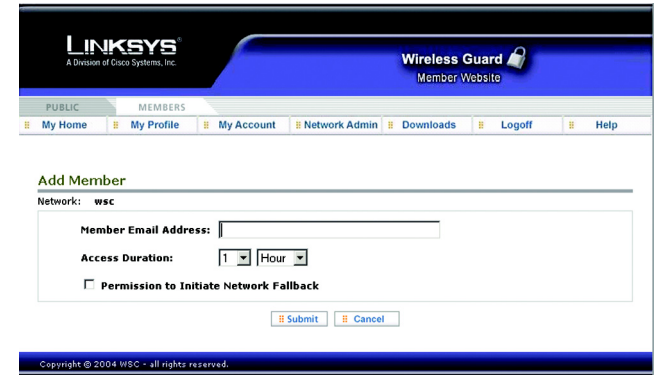 LINKSYS®
A Division of Cisco Systems, Inc.
Wireless Guard
Member Website
PUBLIC MEMBERS
My Home My Profile My Account Network Admin Downloads Logoff Help
Add Member
Network: wsc
Member Email Address:
Access Duration: 1 Hour
Permission to Initiate Network Fallback
Submit Cancel
Copyright © 2004 WSC - all rights reserved.